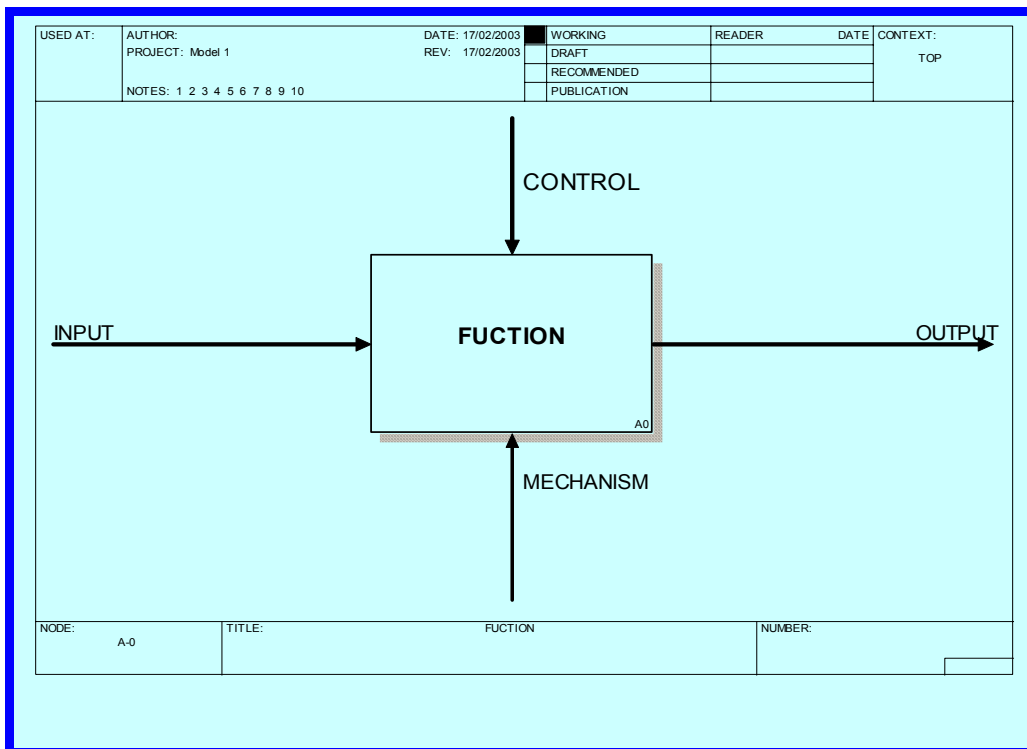 USED AT:
AUTHOR:
DATE: 17/02/2003
WORKING
READER
DATE
CONTEXT:
PROJECT: Model 1
REV: 17/02/2003
DRAFT
TOP
RECOMMENDED
NOTES: 1 2 3 4 5 6 7 8 9 10
PUBLICATION
CONTROL
INPUT
FUCTION
OUTPUT
A0
MECHANISM
NODE:
TITLE:
FUCTION
NUMBER:
A-0